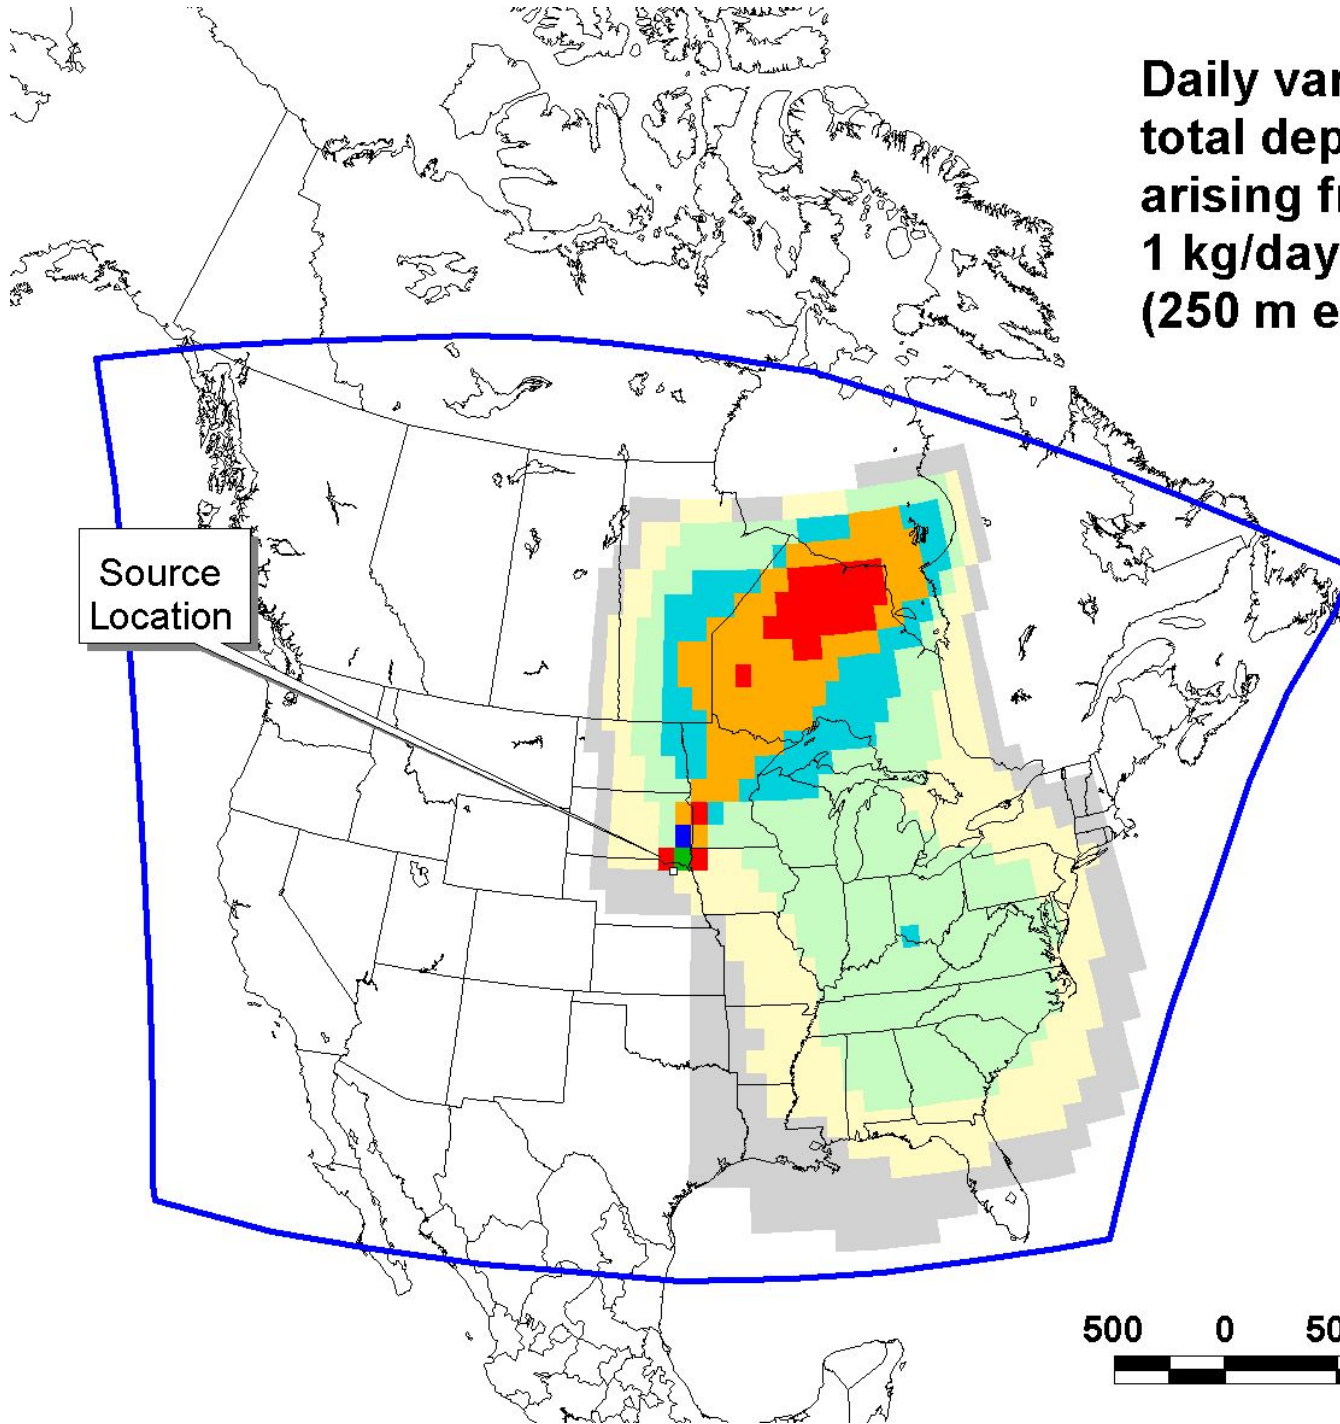 Daily var
total dep
arising fr
1 kg/day
(250 m e
Source
Location
500 0 50